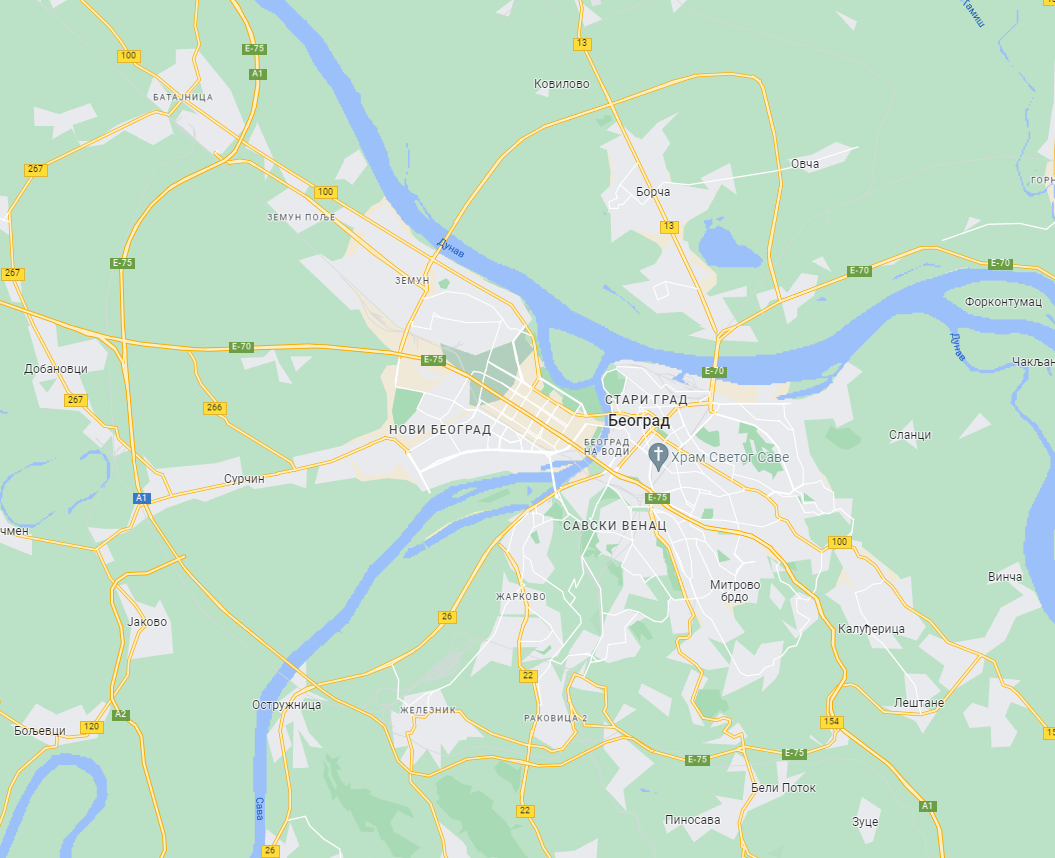 Тамиш
13
E-75
100
A1
Ковилово
БАТАЈНИЦА
Овча
267
Борча
100
ЗЕМУН ПОЉЕ
13
Дунав
E-75
E-70
E-70
267
ЗЕМУН
Форконтумац
E-70
E-75
Дунав
Добановци
E-70
267
266
СТАРИ ГРАД
Београд
НОВИ БЕОГРАД
БЕОГРАД
НА ВОДИ
Сланци
Храм Светог Саве
Сурчин
A1
E-75
САВСКИ ВЕНАЦ
чмен
100
Винча
Митрово
брдо
ЖАРКОВО
26
Јаково
Калуђерица
22
Остружница
Лештане
ЖЕЛЕЗНИК
РАКОВИЦА 2
A2
120
Бољевци
154
E-75
E-75
Бели Поток
Сава
22
A1
Пиносава
Зуце
26